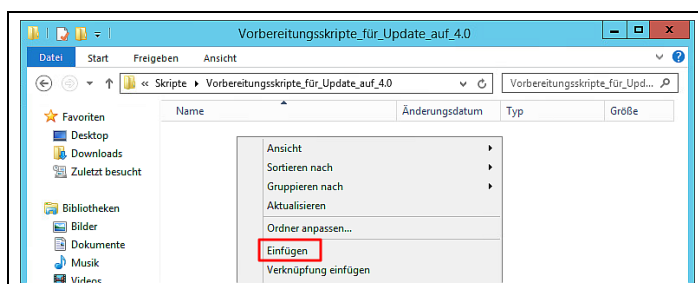 Vorbereitungsskripte_für_Update_auf_4.0
Datei Start Freigeben Ansicht
« Skripte Vorbereitungsskripte_für_Update_auf_4.0 Vorbereitungsskripte_für_Upd...
Name Änderungsdatum Typ Größe
Favoriten
Desktop
Downloads
Zuletzt besucht
Bibliotheken
Bilder
Dokumente
Musik
Videos
Ansicht
Sortieren nach
Gruppieren nach
Aktualisieren
Ordner anpassen...
Einfügen
Verknüpfung einfügen